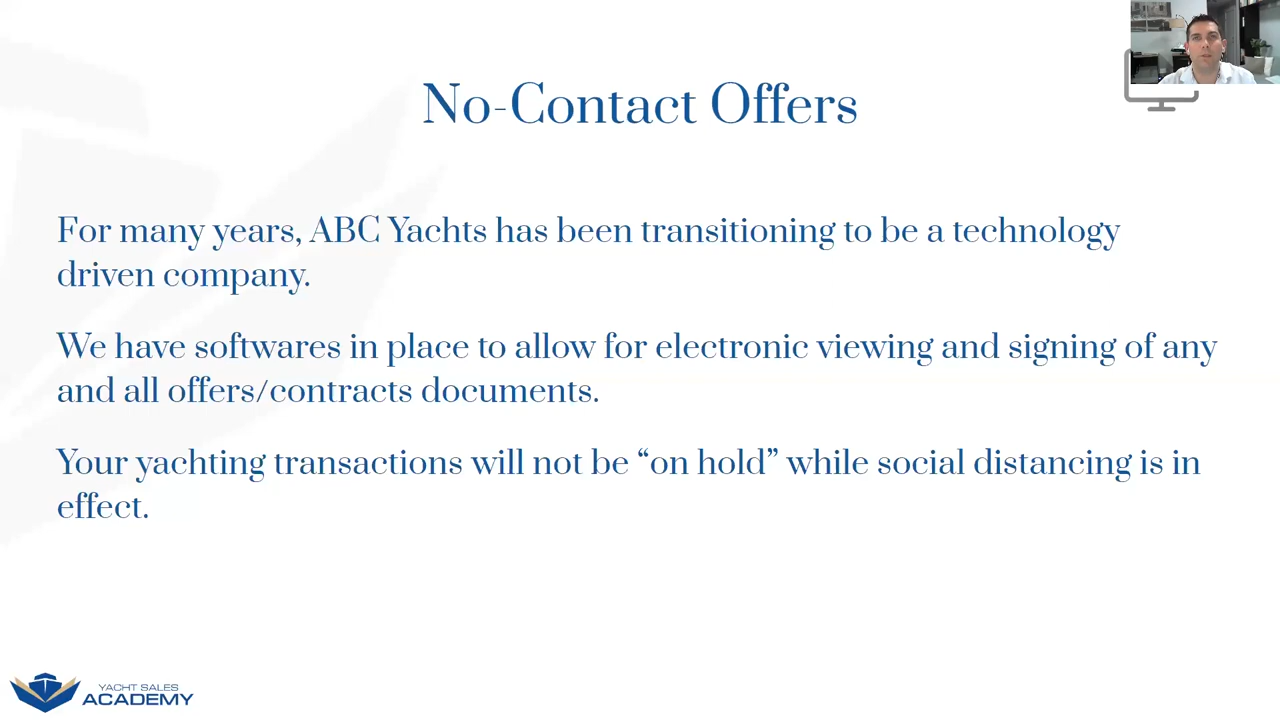 No-Contact Offers
For many years, ABC Yachts has been transitioning to be a technology
driven company.
We have softwares in place to allow for electronic viewing and signing of any
and all offers/contracts documents.
Your yachting transactions will not be “on hold” while social distancing is in
effect.
YACHT SALES
ACADEMY